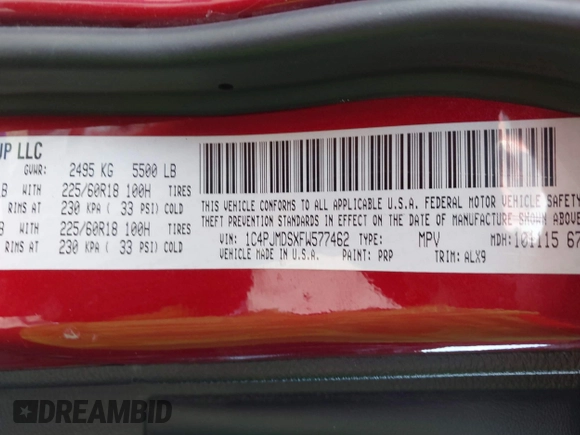 UP LLC
GVWR: 2495 KG 5500 LB
B WITH 225/60R18 100H TIRES
RIMS AT 230 KPA ( 33 PSI) COLD
B WITH 225/60R18 100H TIRES
RIMS AT 230 KPA ( 33 PSI) COLD
THIS VEHICLE CONFORMS TO ALL APPLICABLE U.S.A. FEDERAL MOTOR VEHICLE SAFETY
THEFT PREVENTION STANDARDS IN EFFECT ON THE DATE OF MANUFACTURE SHOWN ABOVE
VIN: 1C4PJMDSXFW577462 TYPE: MPV MDH: 101115 67
VEHICLE MADE IN U.S.A. PAINT: PRP TRIM: ALX9
DREAMBID